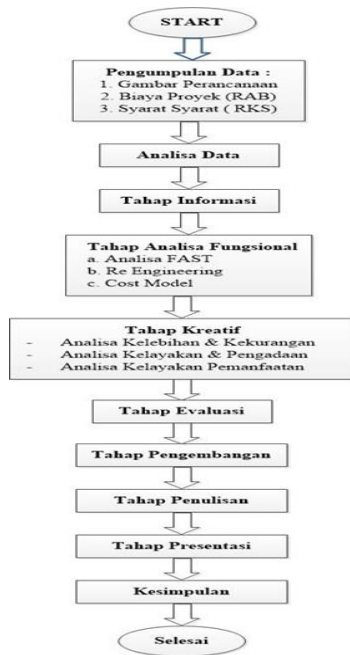 START
Pengumpulan Data :
1. Gambar Perancanaan
2. Biaya Proyek (RAB)
3. Syarat Syarat ( RKS)
Analisa Data
Tahap Informasi
Tahap Analisa Fungsional
a. Analisa FAST
b. Re Engineering
c. Cost Model
Tahap Kreatif
- Analisa Kelebihan & Kekurangan
- Analisa Kelayakan & Pengadaan
- Analisa Kelayakan Pemanfaatan
Tahap Evaluasi
Tahap Pengembangan
Tahap Penulisan
Tahap Presentasi
Kesimpulan
Selesai